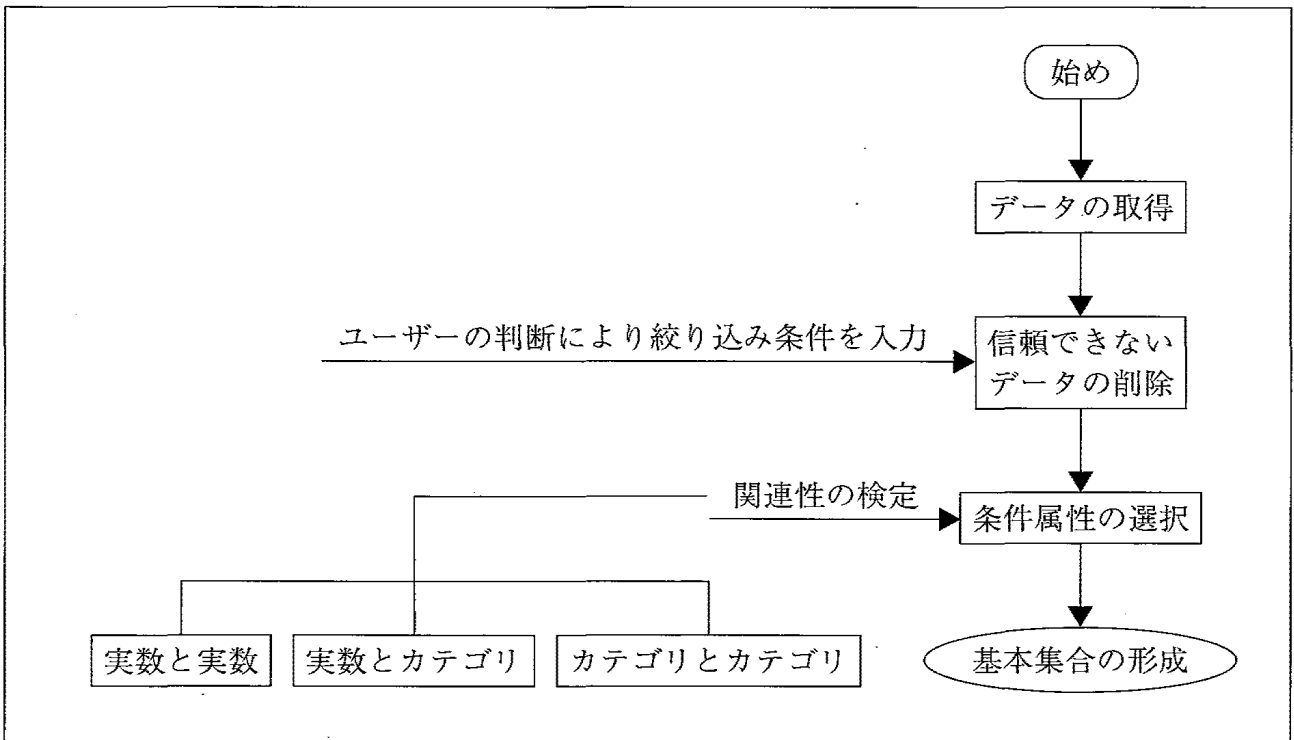 始め
データの取得
ユーザーの判断により絞り込み条件を入力
信頼できない
データの削除
関連性の検定
条件属性の選択
実数と実数
実数とカテゴリ
カテゴリとカテゴリ
基本集合の形成